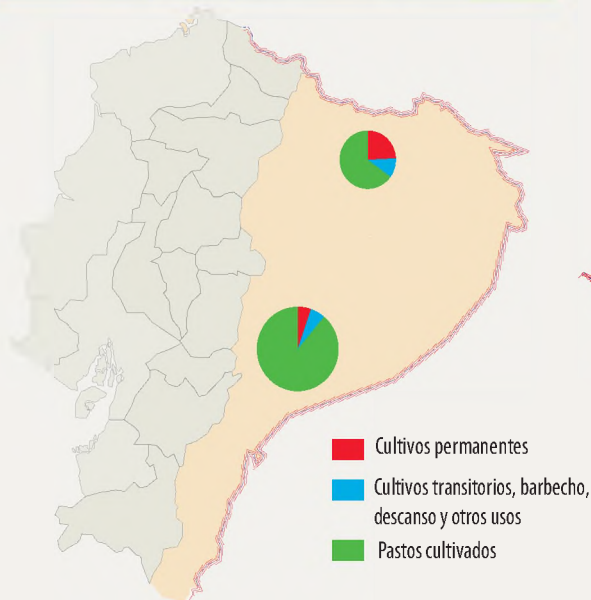 Cultivos permanentes
Cultivos transitorios, barbecho,
descanso y otros usos
Pastos cultivados